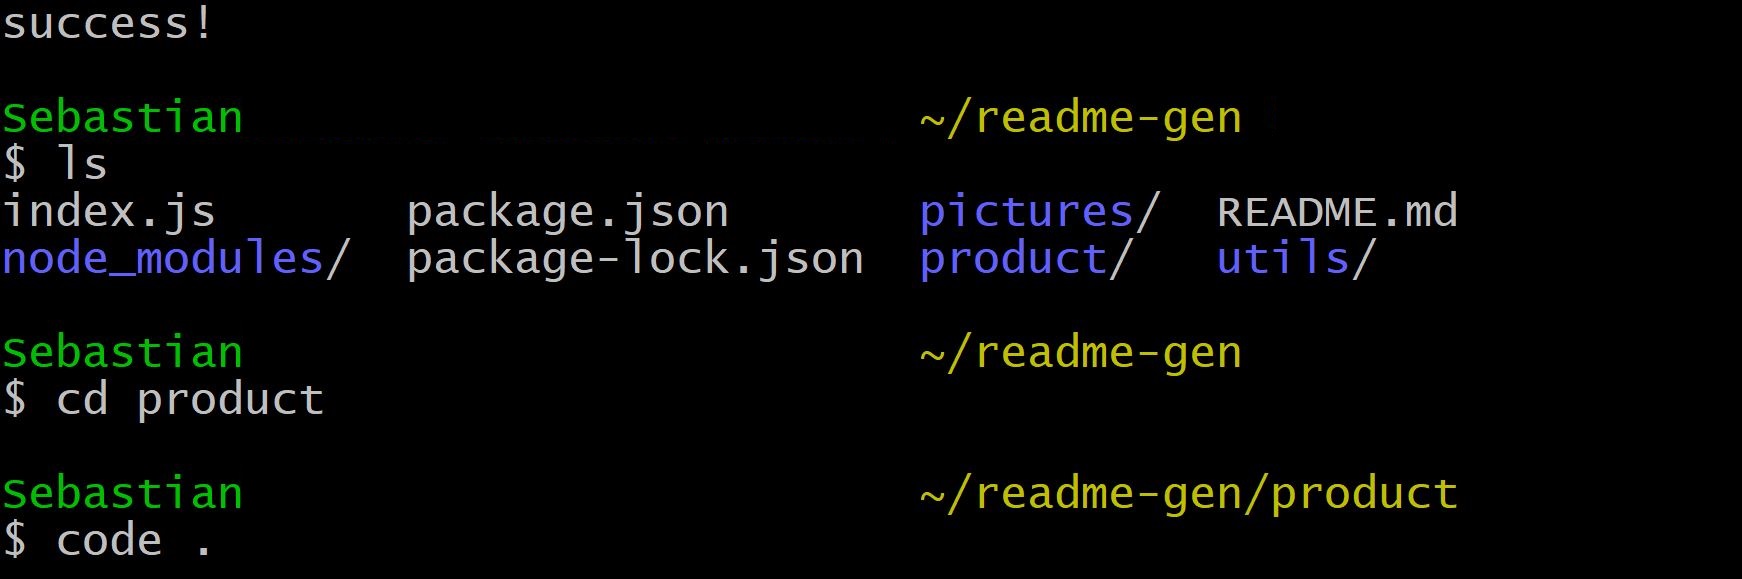 success!
Sebastian ~/readme-gen
$ ls
index.js package.json pictures/ README.md
node_modules/ package-lock.json product/ utils/
Sebastian ~/readme-gen
$ cd product
Sebastian ~/readme-gen/product
$ code .